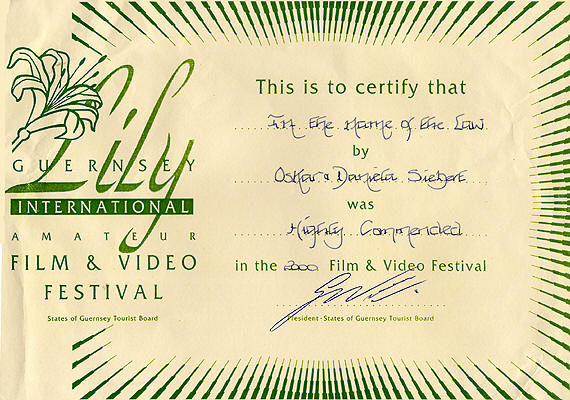 Lily
GUERNSEY
INTERNATIONAL
AMATEUR
FILM & VIDEO
FESTIVAL
States of Guernsey Tourist Board
This is to certify that
In the Name of the Law
by
Oskar & Daniela Siebert
was
Highly Commended
in the 2000 Film & Video Festival
President - States of Guernsey Tourist Board